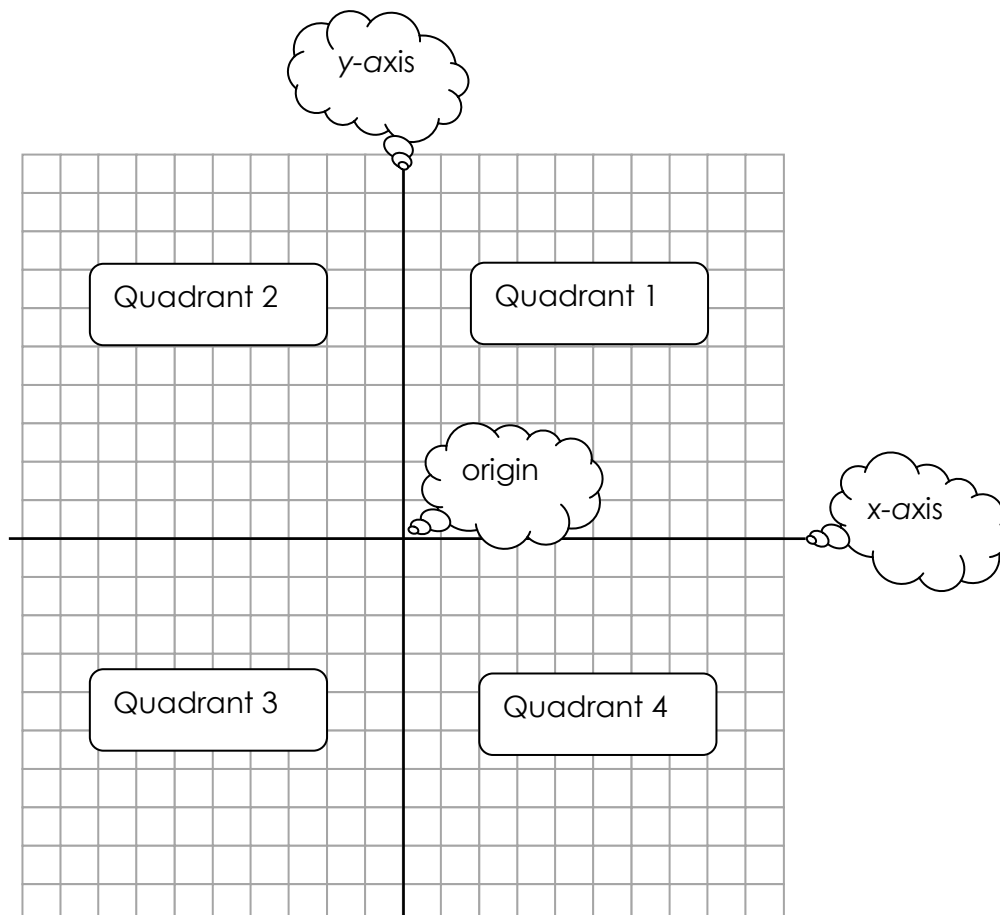 y-axis
Quadrant 2
Quadrant 1
origin
x-axis
Quadrant 3
Quadrant 4